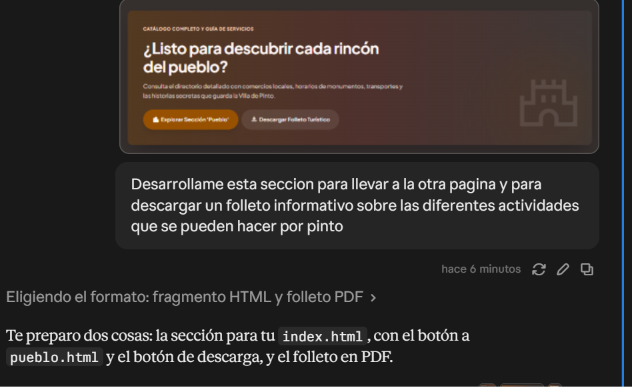 CATÁLOGO COMPLETO Y GUÍA DE SERVICIOS
¿Listo para descubrir cada rincón
del pueblo?
Consulta el directorio detallado con comercios locales, horarios de monumentos, transportes y
las historias secretas que guarda la Villa de Pinto.
Explorar Sección "Pueblo"
Descargar Folleto Turístico
Desarrollame esta seccion para llevar a la otra pagina y para
descargar un folleto informativo sobre las diferentes actividades
que se pueden hacer por pinto
hace 6 minutos
Eligiendo el formato: fragmento HTML y folleto PDF >
Te preparo dos cosas: la sección para tu index.html, con el botón a
pueblo.html y el botón de descarga, y el folleto en PDF.